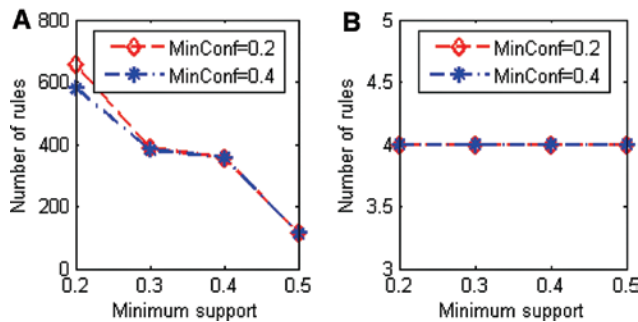 A
Number of rules
800
600
400
200
0
MinConf=0.2
MinConf=0.4
0.2 0.3 0.4 0.5
Minimum support
B
Number of rules
5
4.5
4
3.5
3
MinConf=0.2
MinConf=0.4
0.2 0.3 0.4 0.5
Minimum support